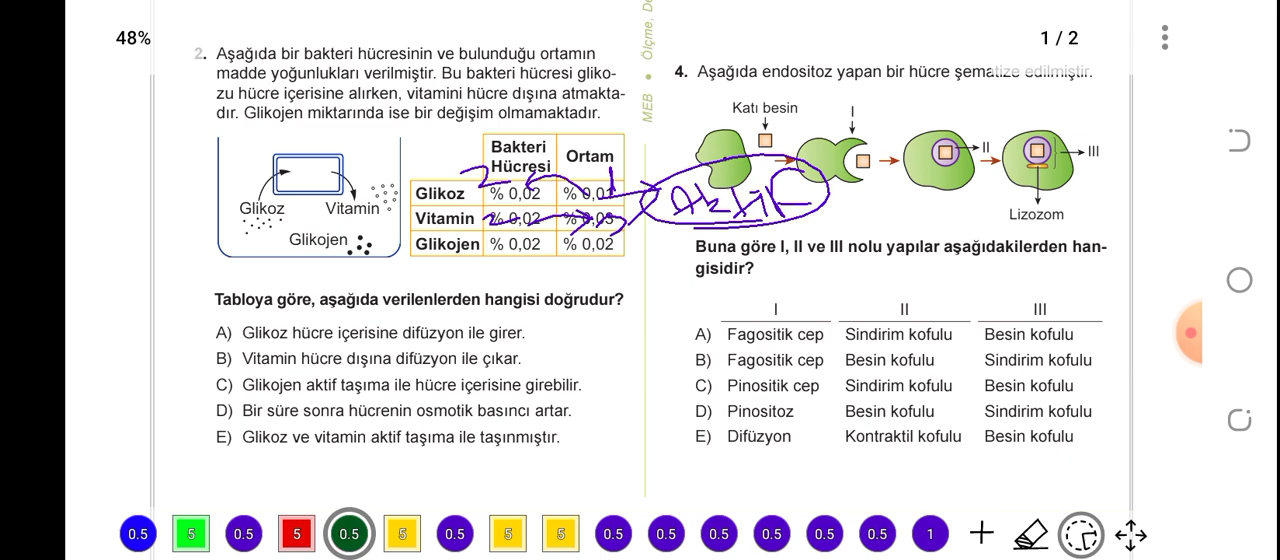 48%
1 / 2
MEB ● Ölçme, De
2. Aşağıda bir bakteri hücresinin ve bulunduğu ortamın
madde yoğunlukları verilmiştir. Bu bakteri hücresi gliko-
zu hücre içerisine alırken, vitamini hücre dışına atmakta-
dır. Glikojen miktarında ise bir değişim olmamaktadır.
Glikoz
Vitamin
Glikojen
Bakteri Hücresi Ortam
Glikoz % 0,02 % 0,01
Vitamin % 0,02 % 0,03
Glikojen % 0,02 % 0,02
2 1
2 3
Aktif
Tabloya göre, aşağıda verilenlerden hangisi doğrudur?
A) Glikoz hücre içerisine difüzyon ile girer.
B) Vitamin hücre dışına difüzyon ile çıkar.
C) Glikojen aktif taşıma ile hücre içerisine girebilir.
D) Bir süre sonra hücrenin osmotik basıncı artar.
E) Glikoz ve vitamin aktif taşıma ile taşınmıştır.
4. Aşağıda endositoz yapan bir hücre şematize edilmiştir.
Katı besin
I
II
III
Lizozom
Buna göre I, II ve III nolu yapılar aşağıdakilerden han-
gisidir?
I II III
A) Fagositik cep Sindirim kofulu Besin kofulu
B) Fagositik cep Besin kofulu Sindirim kofulu
C) Pinositik cep Sindirim kofulu Besin kofulu
D) Pinositoz Besin kofulu Sindirim kofulu
E) Difüzyon Kontraktil kofulu Besin kofulu
0.5 5 0.5 5 0.5 5 0.5 5 5 0.5 0.5 0.5 0.5 0.5 0.5 1